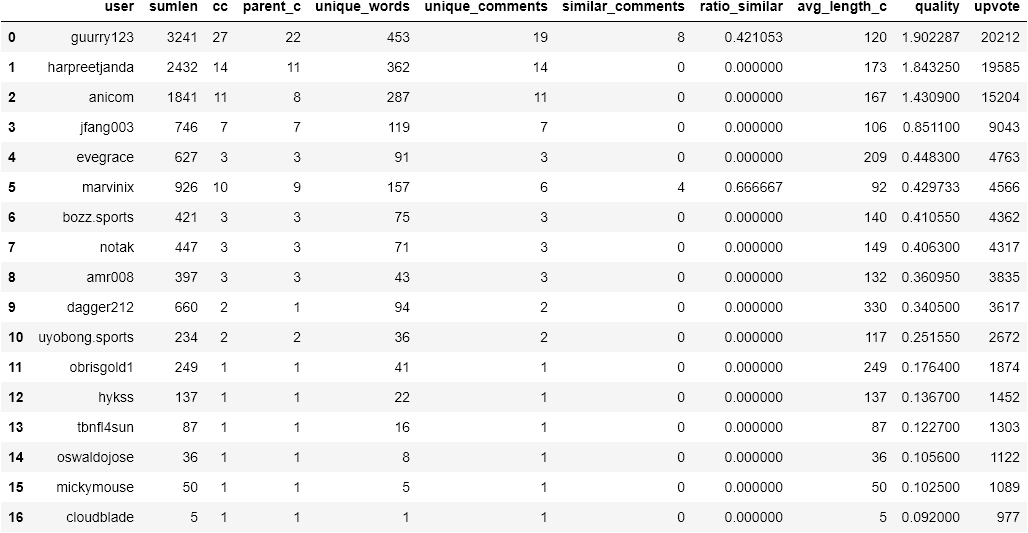 user sumlen cc parent_c unique_words unique_comments similar_comments ratio_similar avg_length_c quality upvote
0 guurry123 3241 27 22 453 19 8 0.421053 120 1.902287 20212
1 harpreetjanda 2432 14 11 362 14 0 0.000000 173 1.843250 19585
2 anicom 1841 11 8 287 11 0 0.000000 167 1.430900 15204
3 jfang003 746 7 7 119 7 0 0.000000 106 0.851100 9043
4 evegrace 627 3 3 91 3 0 0.000000 209 0.448300 4763
5 marvinix 926 10 9 157 6 4 0.666667 92 0.429733 4566
6 bozz.sports 421 3 3 75 3 0 0.000000 140 0.410550 4362
7 notak 447 3 3 71 3 0 0.000000 149 0.406300 4317
8 amr008 397 3 3 43 3 0 0.000000 132 0.360950 3835
9 dagger212 660 2 1 94 2 0 0.000000 330 0.340500 3617
10 uyobong.sports 234 2 2 36 2 0 0.000000 117 0.251550 2672
11 obrisgold1 249 1 1 41 1 0 0.000000 249 0.176400 1874
12 hykss 137 1 1 22 1 0 0.000000 137 0.136700 1452
13 tbnfl4sun 87 1 1 16 1 0 0.000000 87 0.122700 1303
14 oswaldojose 36 1 1 8 1 0 0.000000 36 0.105600 1122
15 mickymouse 50 1 1 5 1 0 0.000000 50 0.102500 1089
16 cloudblade 5 1 1 1 1 0 0.000000 5 0.092000 977